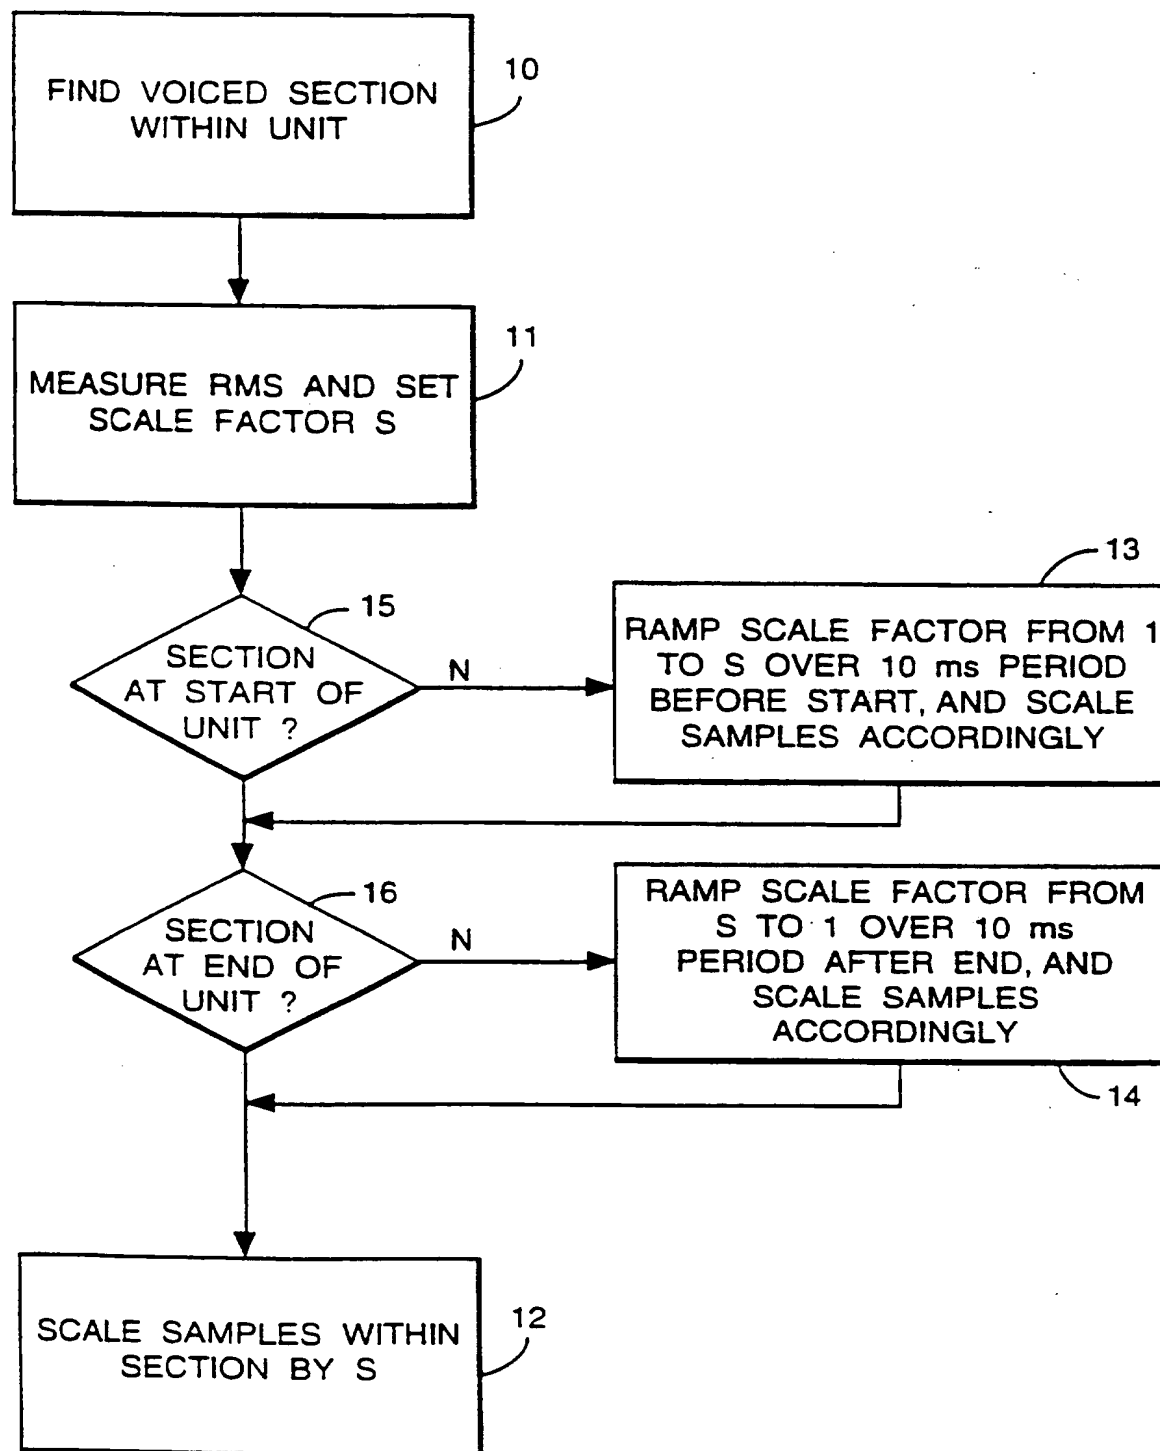 FIND VOICED SECTION
WITHIN UNIT
10
MEASURE RMS AND SET
SCALE FACTOR S
11
SECTION
AT START OF
UNIT ?
15
N
RAMP SCALE FACTOR FROM 1
TO S OVER 10 ms PERIOD
BEFORE START, AND SCALE
SAMPLES ACCORDINGLY
13
SECTION
AT END OF
UNIT ?
16
N
RAMP SCALE FACTOR FROM
S TO 1 OVER 10 ms
PERIOD AFTER END, AND
SCALE SAMPLES
ACCORDINGLY
14
SCALE SAMPLES WITHIN
SECTION BY S
12